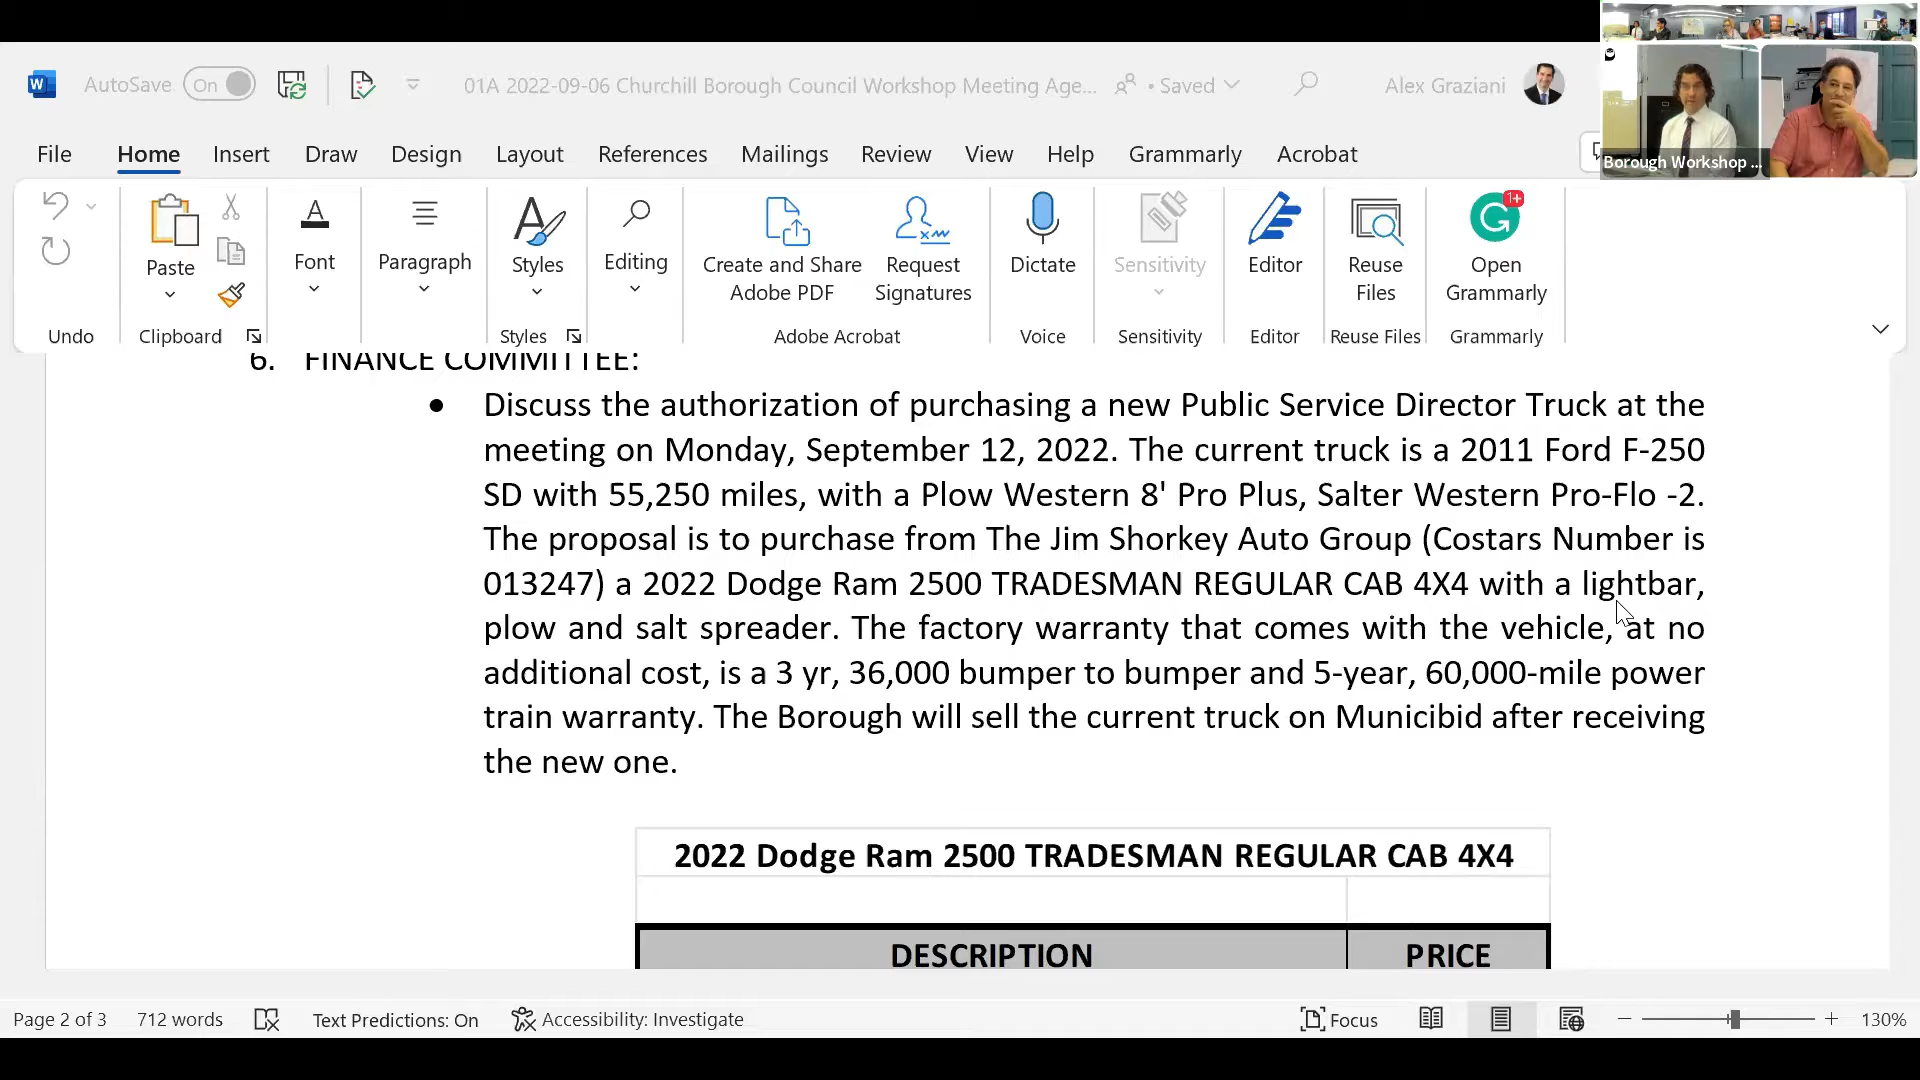 AutoSave On 01A 2022-09-06 Churchill Borough Council Workshop Meeting Age... • Saved Alex Graziani
Borough Workshop ...
File Home Insert Draw Design Layout References Mailings Review View Help Grammarly Acrobat
Paste Font Paragraph Styles Editing Create and Share Adobe PDF Request Signatures Dictate Sensitivity Editor Reuse Files Open Grammarly
1+
Undo Clipboard Styles Adobe Acrobat Voice Sensitivity Editor Reuse Files Grammarly
6. FINANCE COMMITTEE:
• Discuss the authorization of purchasing a new Public Service Director Truck at the
meeting on Monday, September 12, 2022. The current truck is a 2011 Ford F-250
SD with 55,250 miles, with a Plow Western 8' Pro Plus, Salter Western Pro-Flo -2.
The proposal is to purchase from The Jim Shorkey Auto Group (Costars Number is
013247) a 2022 Dodge Ram 2500 TRADESMAN REGULAR CAB 4X4 with a lightbar,
plow and salt spreader. The factory warranty that comes with the vehicle, at no
additional cost, is a 3 yr, 36,000 bumper to bumper and 5-year, 60,000-mile power
train warranty. The Borough will sell the current truck on Municibid after receiving
the new one.
2022 Dodge Ram 2500 TRADESMAN REGULAR CAB 4X4
DESCRIPTION PRICE
Page 2 of 3 712 words Text Predictions: On Accessibility: Investigate Focus 130%